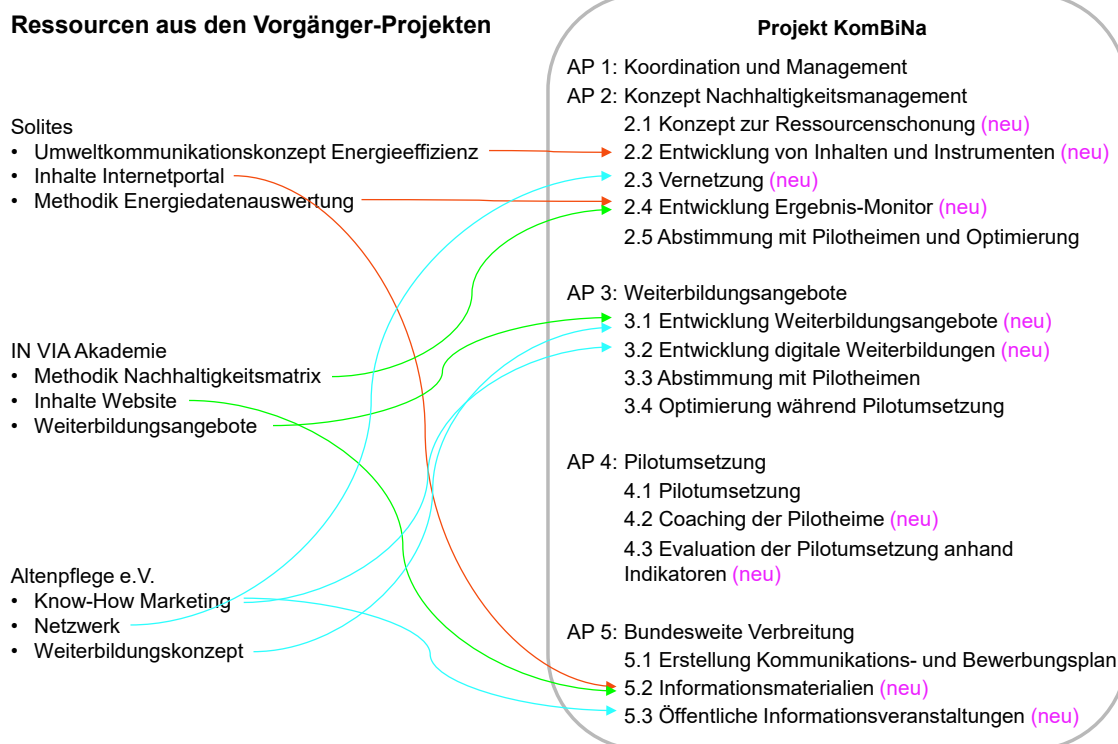 Ressourcen aus den Vorgänger-Projekten
Solites
• Umweltkommunikationskonzept Energieeffizienz
• Inhalte Internetportal
• Methodik Energiedatenauswertung
IN VIA Akademie
• Methodik Nachhaltigkeitsmatrix
• Inhalte Website
• Weiterbildungsangebote
Altenpflege e.V.
• Know-How Marketing
• Netzwerk
• Weiterbildungskonzept
Projekt KomBiNa
AP 1: Koordination und Management
AP 2: Konzept Nachhaltigkeitsmanagement
2.1 Konzept zur Ressourcenschonung (neu)
2.2 Entwicklung von Inhalten und Instrumenten (neu)
2.3 Vernetzung (neu)
2.4 Entwicklung Ergebnis-Monitor (neu)
2.5 Abstimmung mit Pilotheimen und Optimierung
AP 3: Weiterbildungsangebote
3.1 Entwicklung Weiterbildungsangebote (neu)
3.2 Entwicklung digitale Weiterbildungen (neu)
3.3 Abstimmung mit Pilotheimen
3.4 Optimierung während Pilotumsetzung
AP 4: Pilotumsetzung
4.1 Pilotumsetzung
4.2 Coaching der Pilotheime (neu)
4.3 Evaluation der Pilotumsetzung anhand
Indikatoren (neu)
AP 5: Bundesweite Verbreitung
5.1 Erstellung Kommunikations- und Bewerbungsplan
5.2 Informationsmaterialien (neu)
5.3 Öffentliche Informationsveranstaltungen (neu)